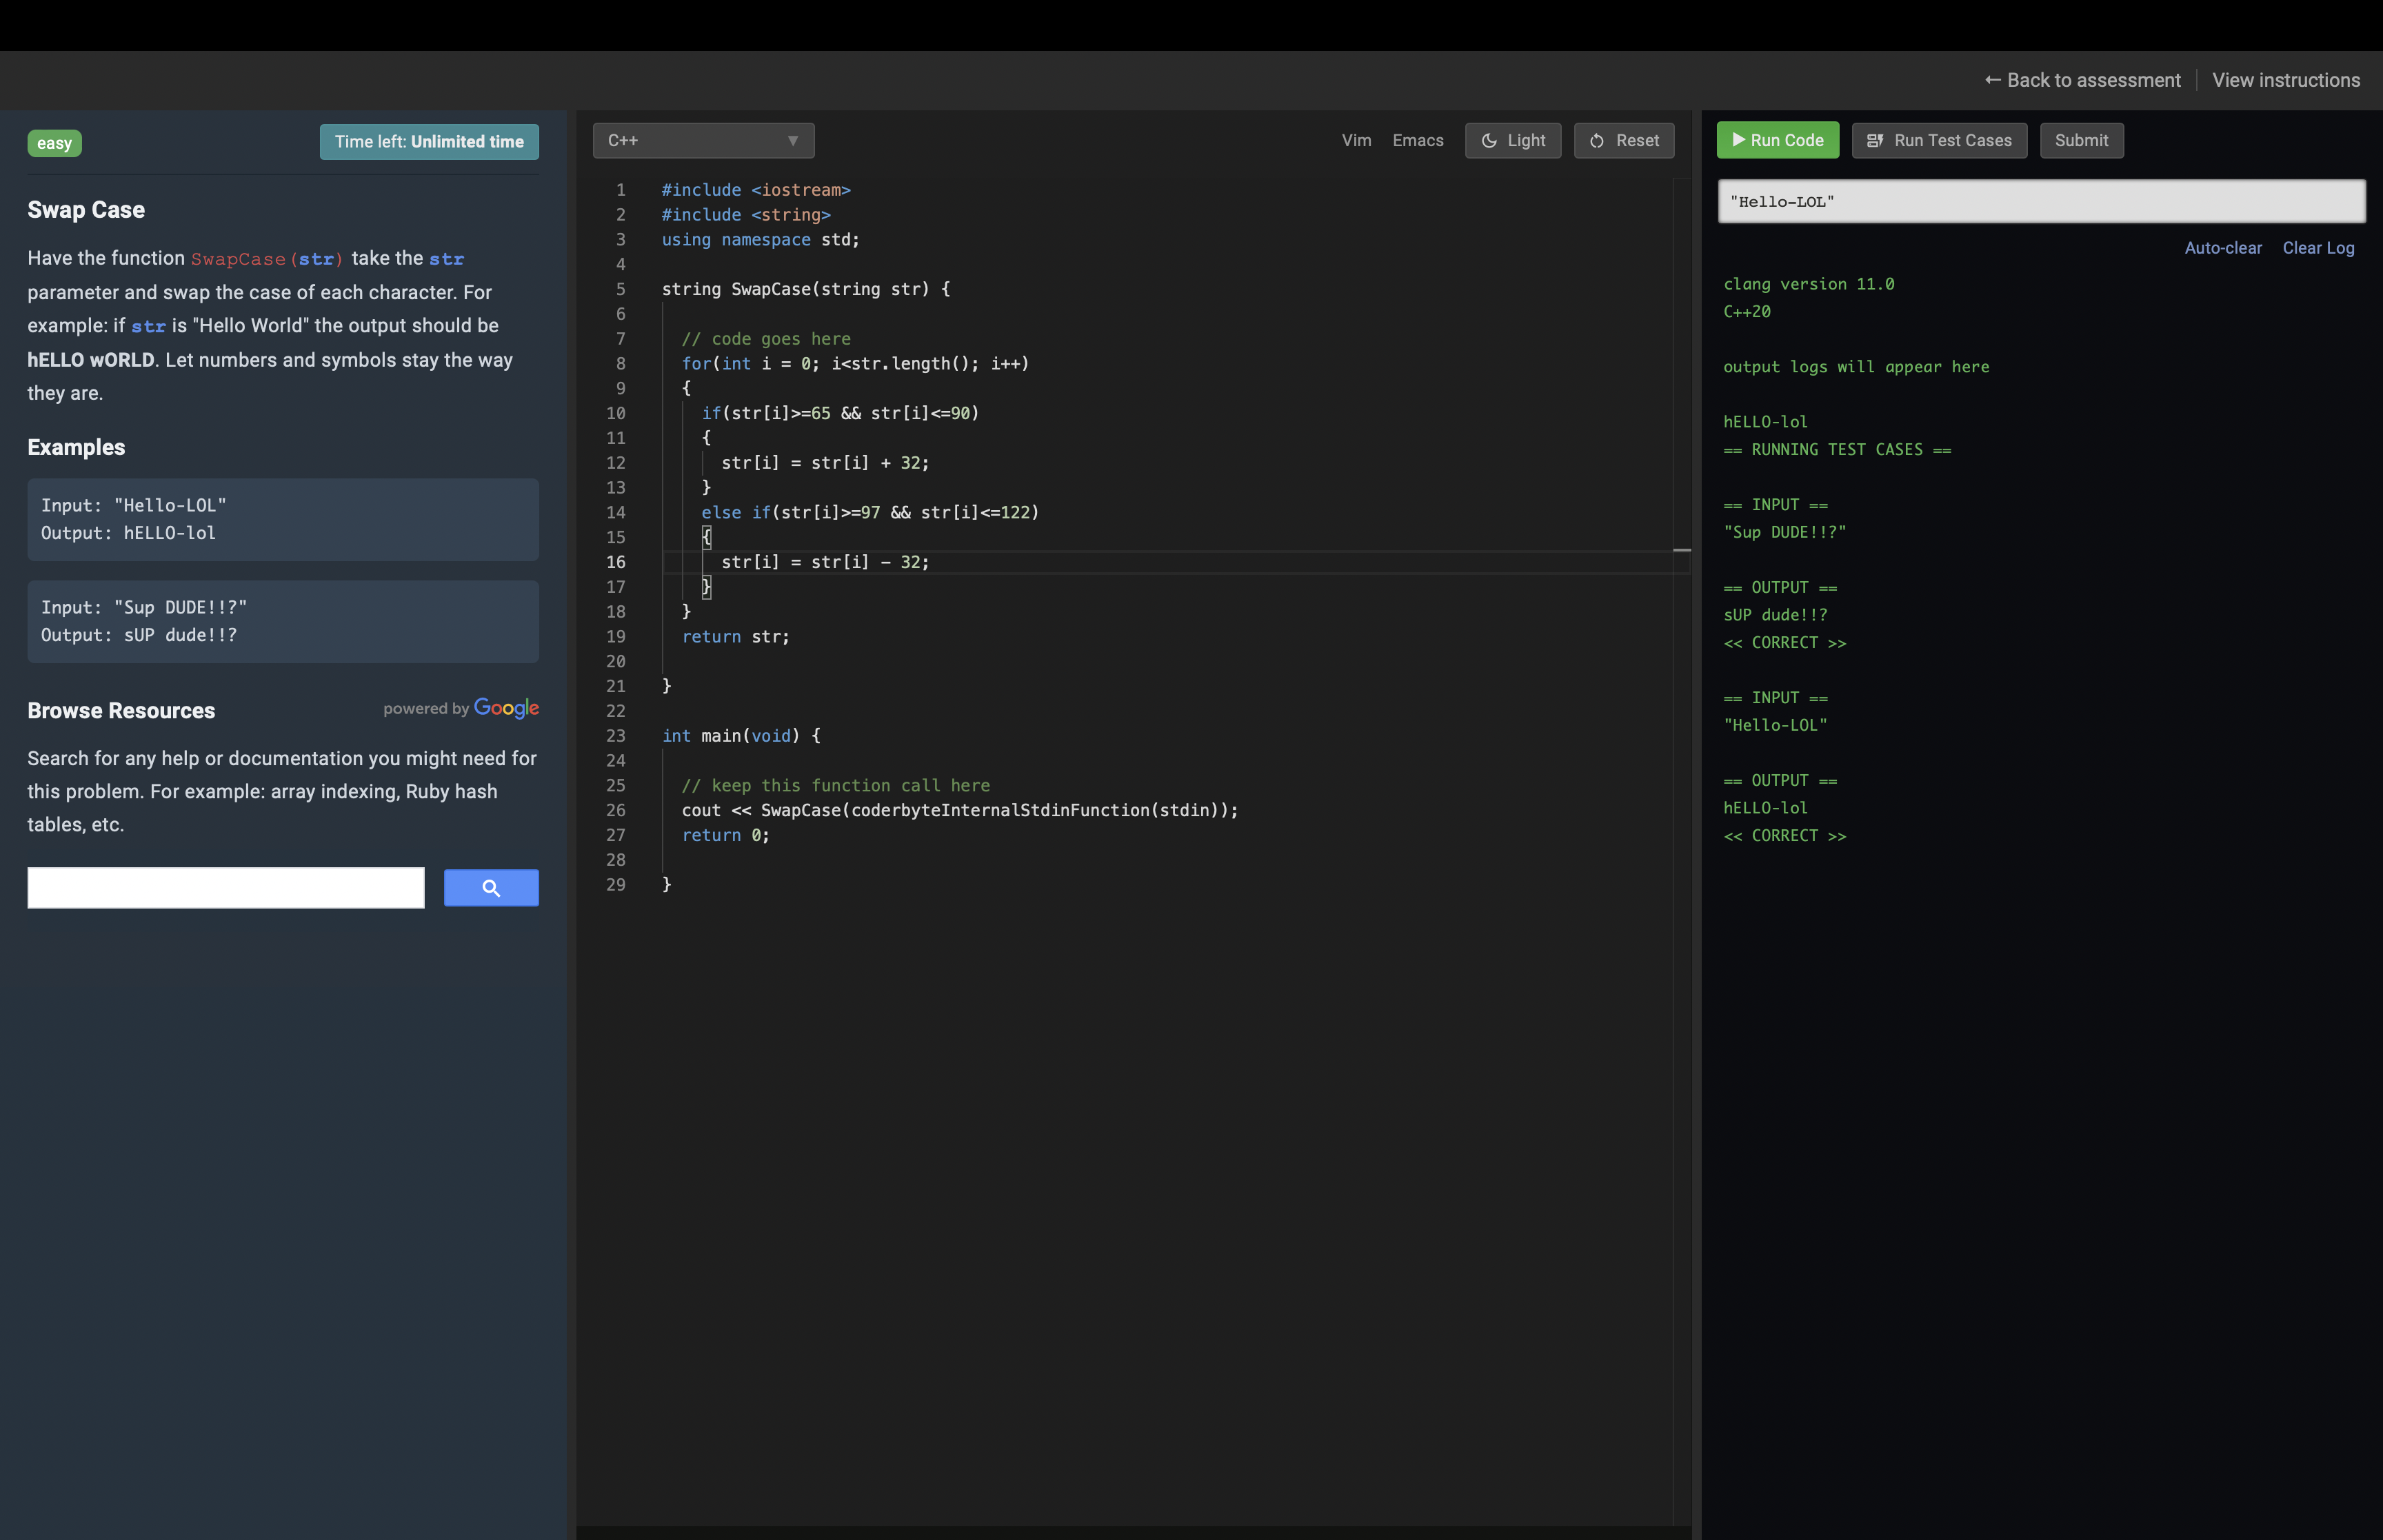 ← Back to assessment
View instructions
easy
Time left: Unlimited time
Swap Case
Have the function SwapCase(str) take the str
parameter and swap the case of each character. For
example: if str is "Hello World" the output should be
hELLO wORLD. Let numbers and symbols stay the way
they are.
Examples
Input: "Hello-LOL"
Output: hELLO-lol
Input: "Sup DUDE!!?"
Output: sUP dude!!?
Browse Resources
powered by Google
Search for any help or documentation you might need for
this problem. For example: array indexing, Ruby hash
tables, etc.
C++
Vim
Emacs
Light
Reset
1 #include <iostream>
2 #include <string>
3 using namespace std;
4
5 string SwapCase(string str) {
6
7 // code goes here
8 for(int i = 0; i<str.length(); i++)
9 {
10 if(str[i]>=65 && str[i]<=90)
11 {
12 str[i] = str[i] + 32;
13 }
14 else if(str[i]>=97 && str[i]<=122)
15 {
16 str[i] = str[i] - 32;
17 }
18 }
19 return str;
20
21 }
22
23 int main(void) {
24
25 // keep this function call here
26 cout << SwapCase(coderbyteInternalStdinFunction(stdin));
27 return 0;
28
29 }
Run Code
Run Test Cases
Submit
"Hello-LOL"
Auto-clear
Clear Log
clang version 11.0
C++20
output logs will appear here
hELLO-lol
== RUNNING TEST CASES ==
== INPUT ==
"Sup DUDE!!?"
== OUTPUT ==
sUP dude!!?
<< CORRECT >>
== INPUT ==
"Hello-LOL"
== OUTPUT ==
hELLO-lol
<< CORRECT >>